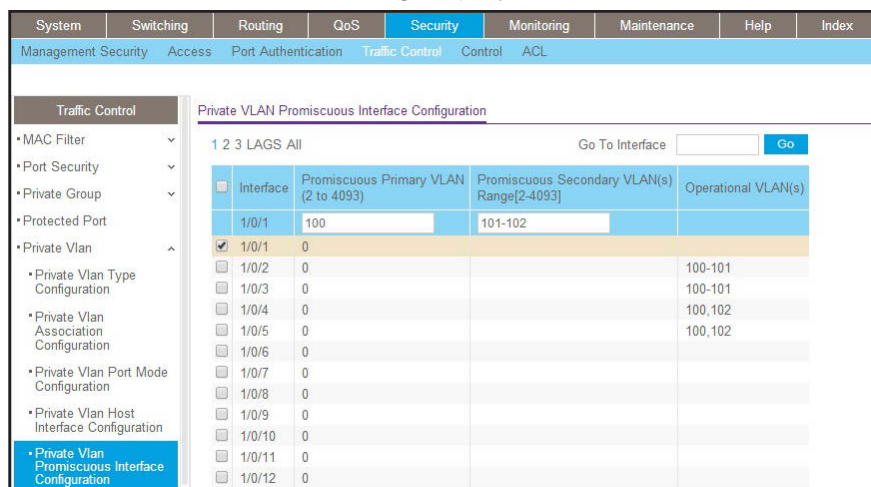 System Switching Routing QoS Security Monitoring Maintenance Help Index
Management Security Access Port Authentication Traffic Control Control ACL
Traffic Control
MAC Filter
Port Security
Private Group
Protected Port
Private Vlan
Private Vlan Type
Configuration
Private Vlan
Association
Configuration
Private Vlan Port Mode
Configuration
Private Vlan Host
Interface Configuration
Private Vlan
Promiscuous Interface
Configuration
Private VLAN Promiscuous Interface Configuration
1 2 3 LAGS All Go To Interface Go
Interface Promiscuous Primary VLAN (2 to 4093) Promiscuous Secondary VLAN(s) Range[2-4093] Operational VLAN(s)
1/0/1 100 101-102
1/0/1 0
1/0/2 0 100-101
1/0/3 0 100-101
1/0/4 0 100,102
1/0/5 0 100,102
1/0/6 0
1/0/7 0
1/0/8 0
1/0/9 0
1/0/10 0
1/0/11 0
1/0/12 0